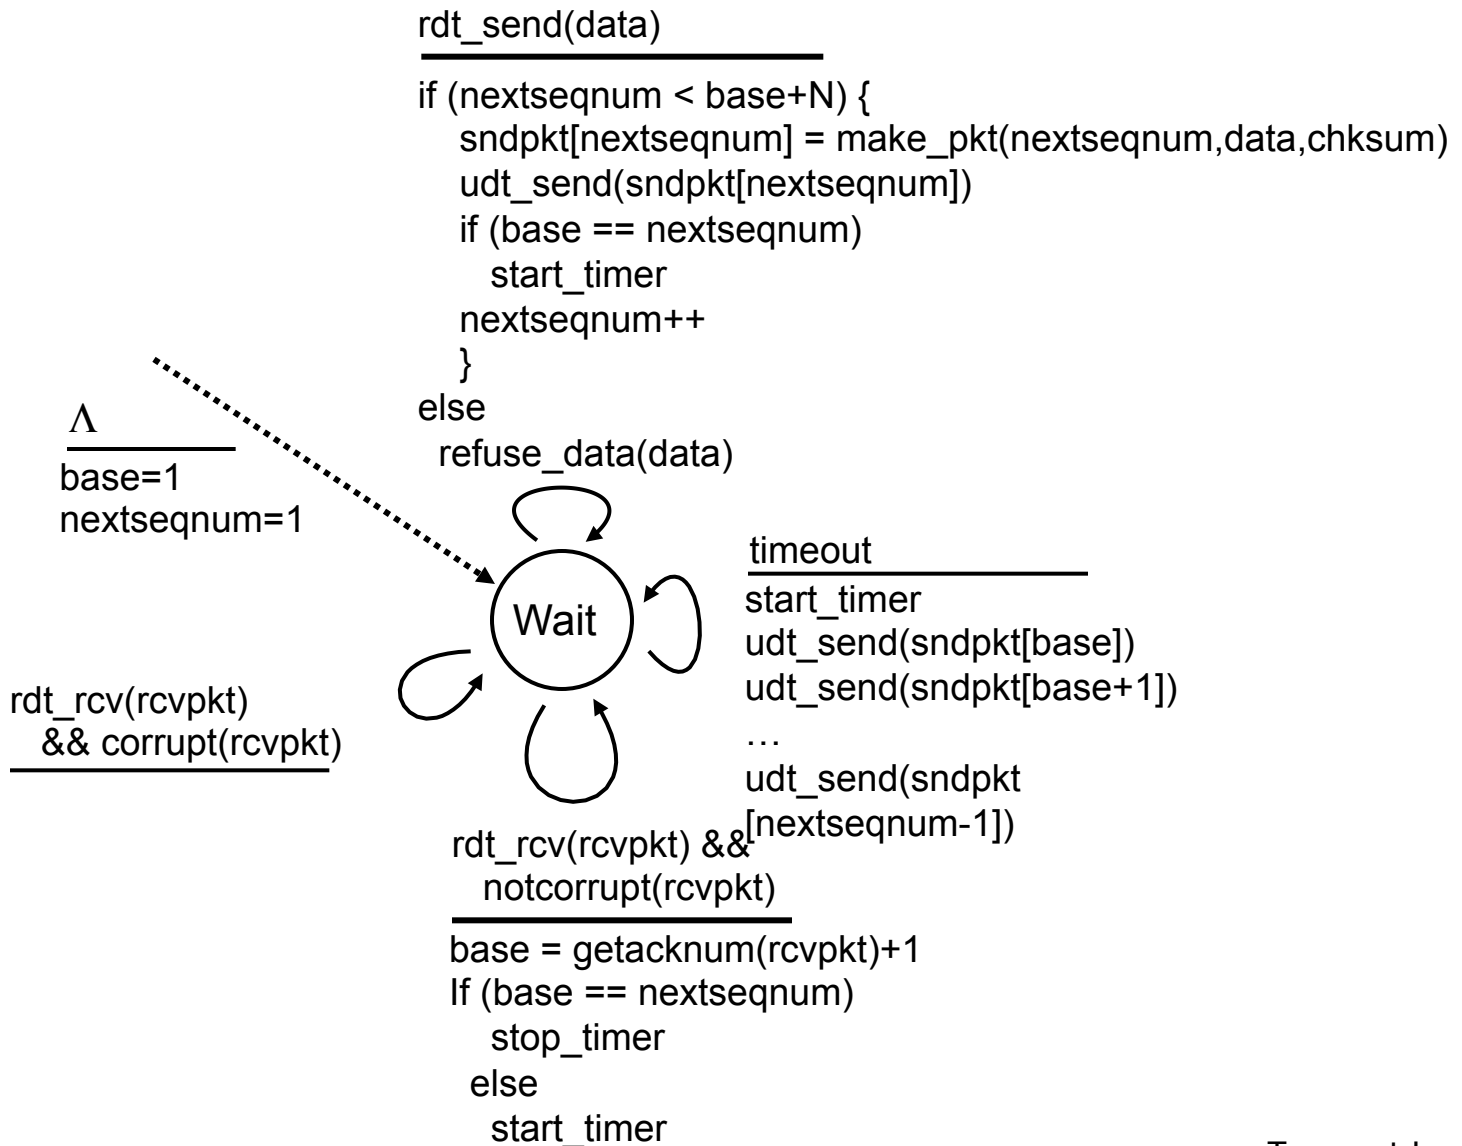 rdt_send(data)
if (nextseqnum < base+N) {
sndpkt[nextseqnum] = make_pkt(nextseqnum,data,chksum)
udt_send(sndpkt[nextseqnum])
if (base == nextseqnum)
start_timer
nextseqnum++
}
else
refuse_data(data)
Λ
base=1
nextseqnum=1
Wait
timeout
start_timer
udt_send(sndpkt[base])
udt_send(sndpkt[base+1])
…
udt_send(sndpkt
[nextseqnum-1])
rdt_rcv(rcvpkt)
&& corrupt(rcvpkt)
rdt_rcv(rcvpkt) &&
notcorrupt(rcvpkt)
base = getacknum(rcvpkt)+1
If (base == nextseqnum)
stop_timer
else
start_timer